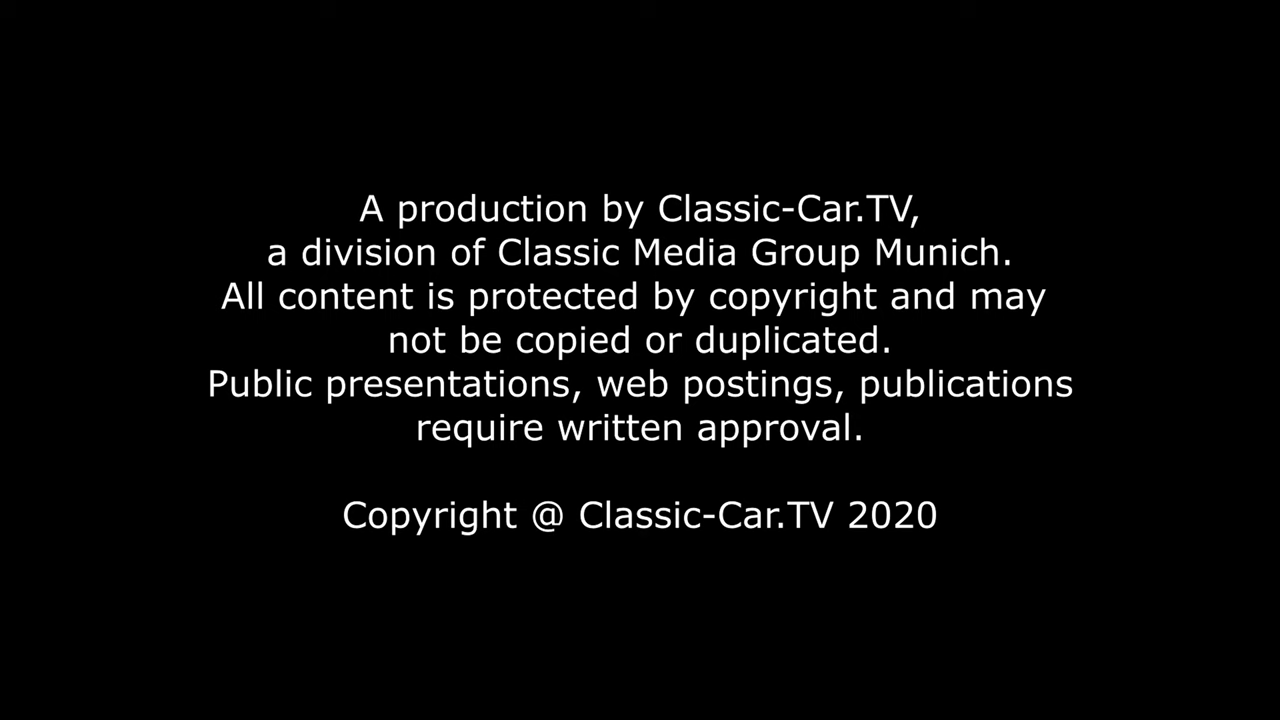 A production by Classic-Car.TV,
a division of Classic Media Group Munich.
All content is protected by copyright and may
not be copied or duplicated.
Public presentations, web postings, publications
require written approval.
Copyright @ Classic-Car.TV 2020